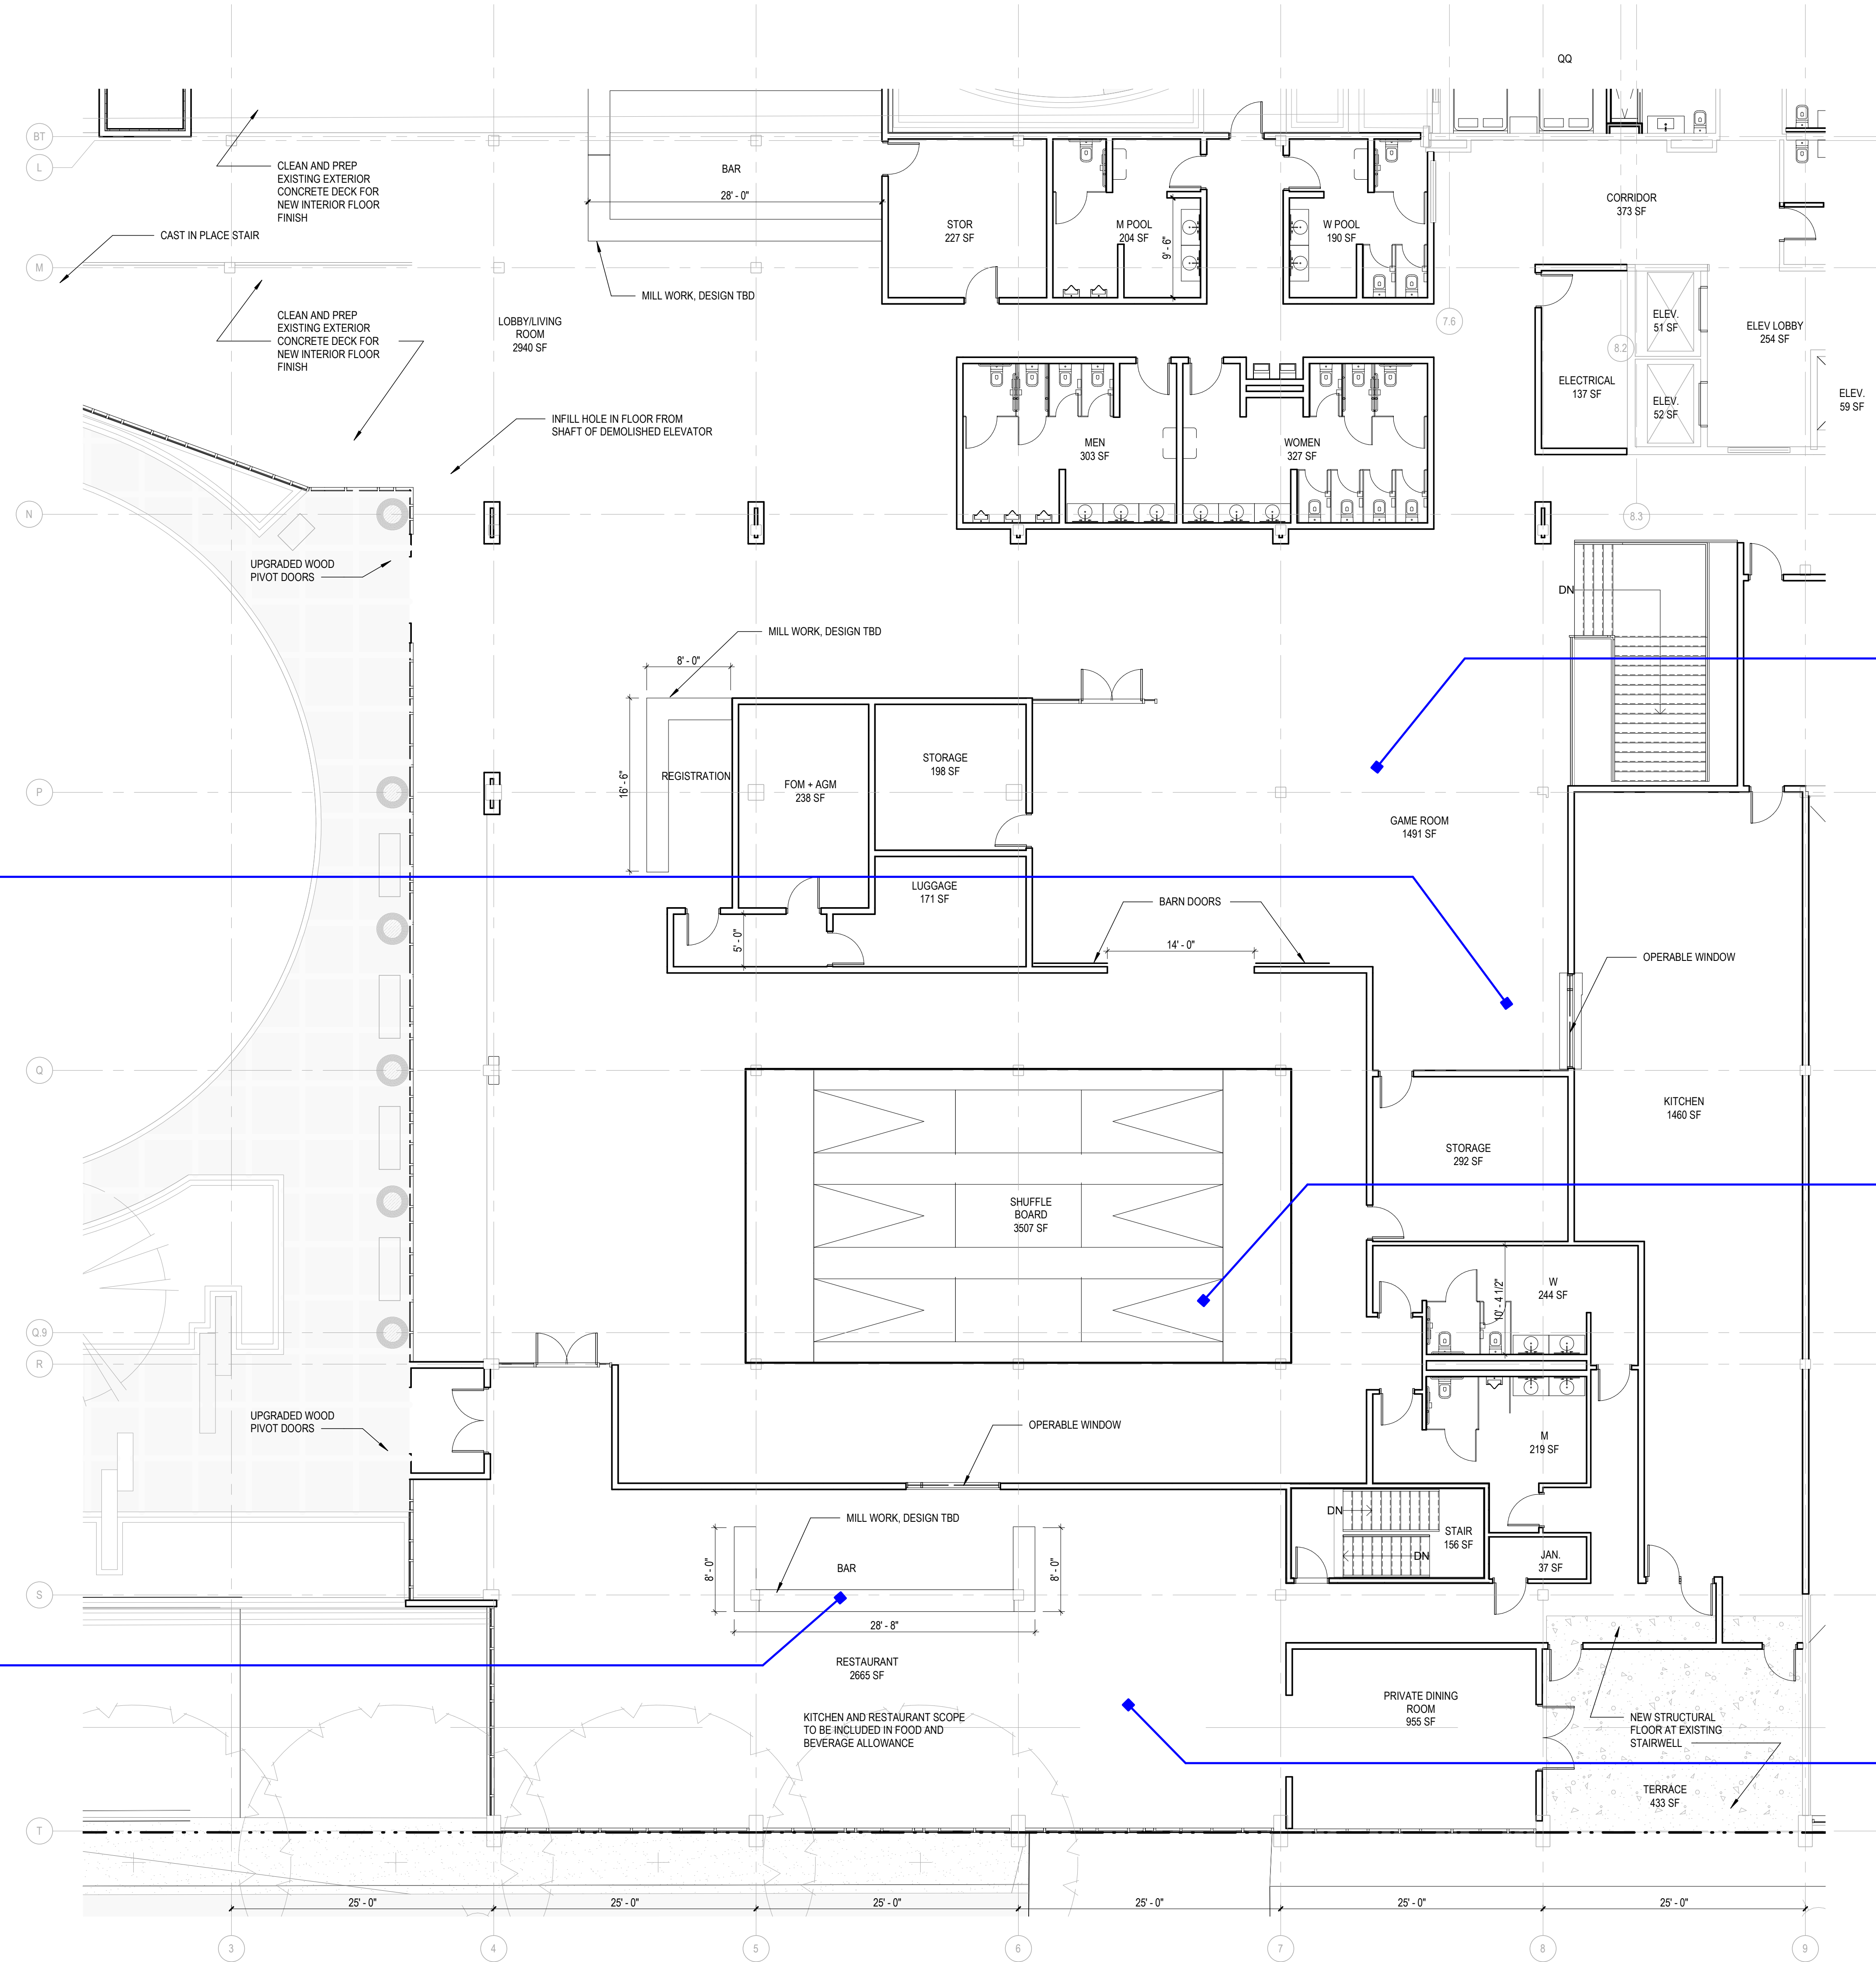 QQ
BT
L
CLEAN AND PREP
EXISTING EXTERIOR
CONCRETE DECK FOR
NEW INTERIOR FLOOR
FINISH
BAR
28' - 0"
STOR
227 SF
M POOL
204 SF
9' - 6"
W POOL
190 SF
CORRIDOR
373 SF
CAST IN PLACE STAIR
M
MILL WORK, DESIGN TBD
CLEAN AND PREP
EXISTING EXTERIOR
CONCRETE DECK FOR
NEW INTERIOR FLOOR
FINISH
LOBBY/LIVING
ROOM
2940 SF
7.6
8.2
ELEV.
51 SF
ELEV LOBBY
254 SF
ELECTRICAL
137 SF
ELEV.
52 SF
ELEV.
59 SF
INFILL HOLE IN FLOOR FROM
SHAFT OF DEMOLISHED ELEVATOR
MEN
303 SF
WOMEN
327 SF
N
8.3
UPGRADED WOOD
PIVOT DOORS
DN
MILL WORK, DESIGN TBD
8' - 0"
16' - 6"
REGISTRATION
FOM + AGM
238 SF
STORAGE
198 SF
P
GAME ROOM
1491 SF
LUGGAGE
171 SF
BARN DOORS
5' - 0"
14' - 0"
OPERABLE WINDOW
Q
KITCHEN
1460 SF
STORAGE
292 SF
SHUFFLE
BOARD
3507 SF
W
244 SF
10' - 4 1/2"
Q.9
R
UPGRADED WOOD
PIVOT DOORS
OPERABLE WINDOW
M
219 SF
MILL WORK, DESIGN TBD
DN
STAIR
156 SF
DN
JAN.
37 SF
8' - 0"
BAR
8' - 0"
S
28' - 8"
RESTAURANT
2665 SF
PRIVATE DINING
ROOM
955 SF
KITCHEN AND RESTAURANT SCOPE
TO BE INCLUDED IN FOOD AND
BEVERAGE ALLOWANCE
NEW STRUCTURAL
FLOOR AT EXISTING
STAIRWELL
TERRACE
433 SF
T
25' - 0"
25' - 0"
25' - 0"
25' - 0"
25' - 0"
25' - 0"
3
4
5
6
7
8
9